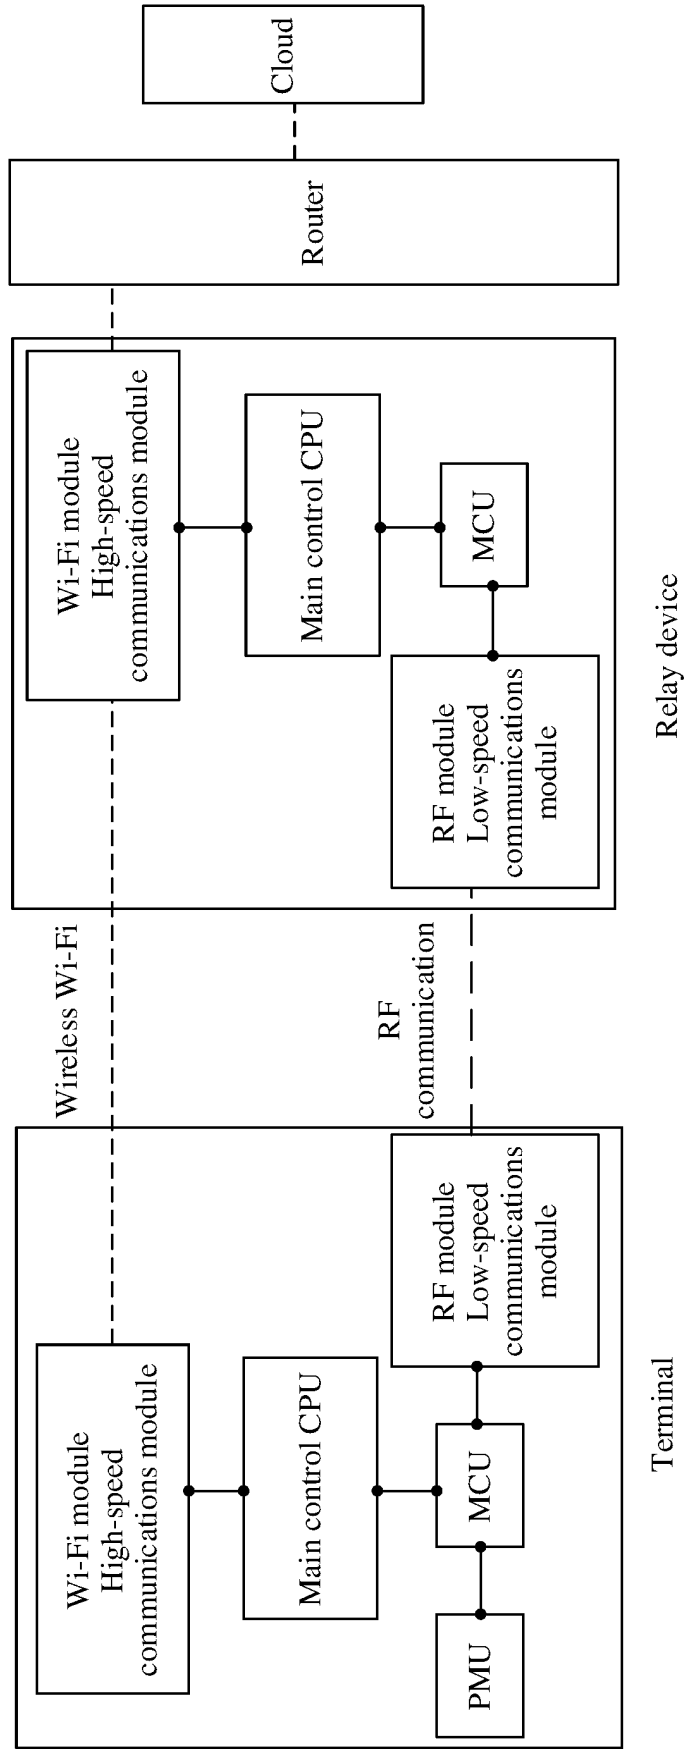 Wi-Fi module
High-speed
communications module
Main control CPU
PMU
MCU
RF module
Low-speed
communications
module
Terminal
Wireless Wi-Fi
RF
communication
Wi-Fi module
High-speed
communications module
Main control CPU
MCU
RF module
Low-speed
communications
module
Relay device
Router
Cloud